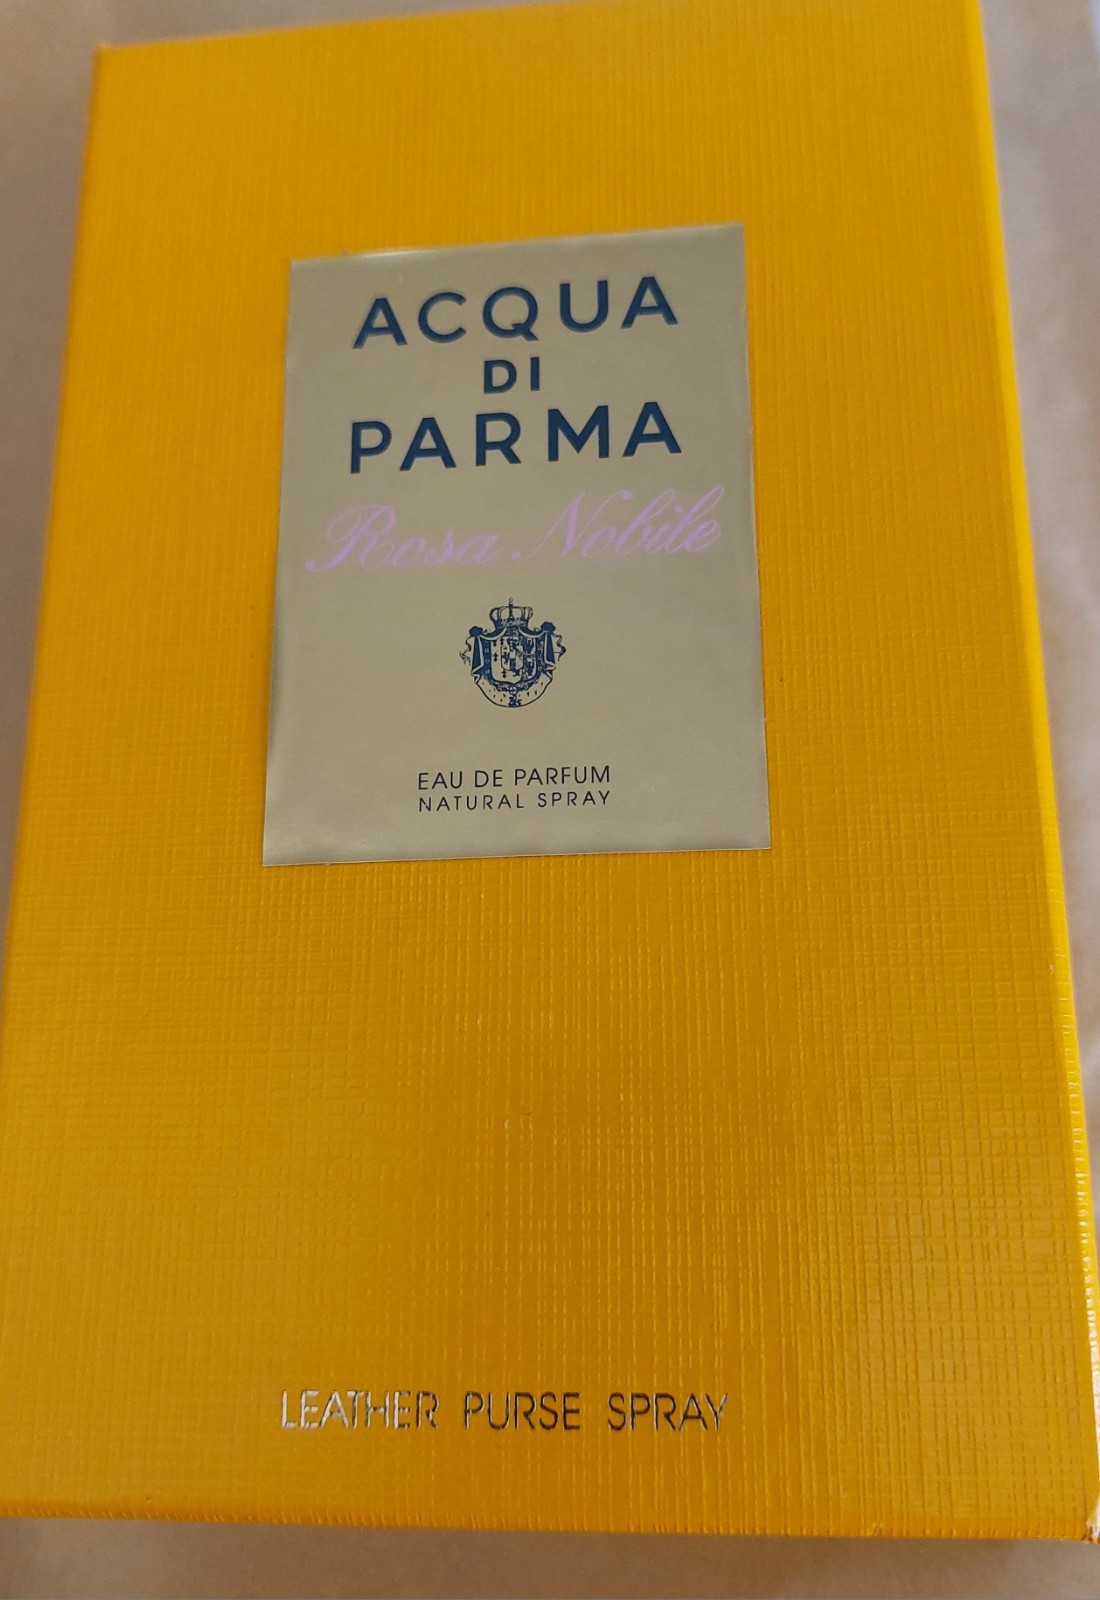 ACQUA
DI
PARMA
Rosa Nobile
EAU DE PARFUM
NATURAL SPRAY
LEATHER PURSE SPRAY